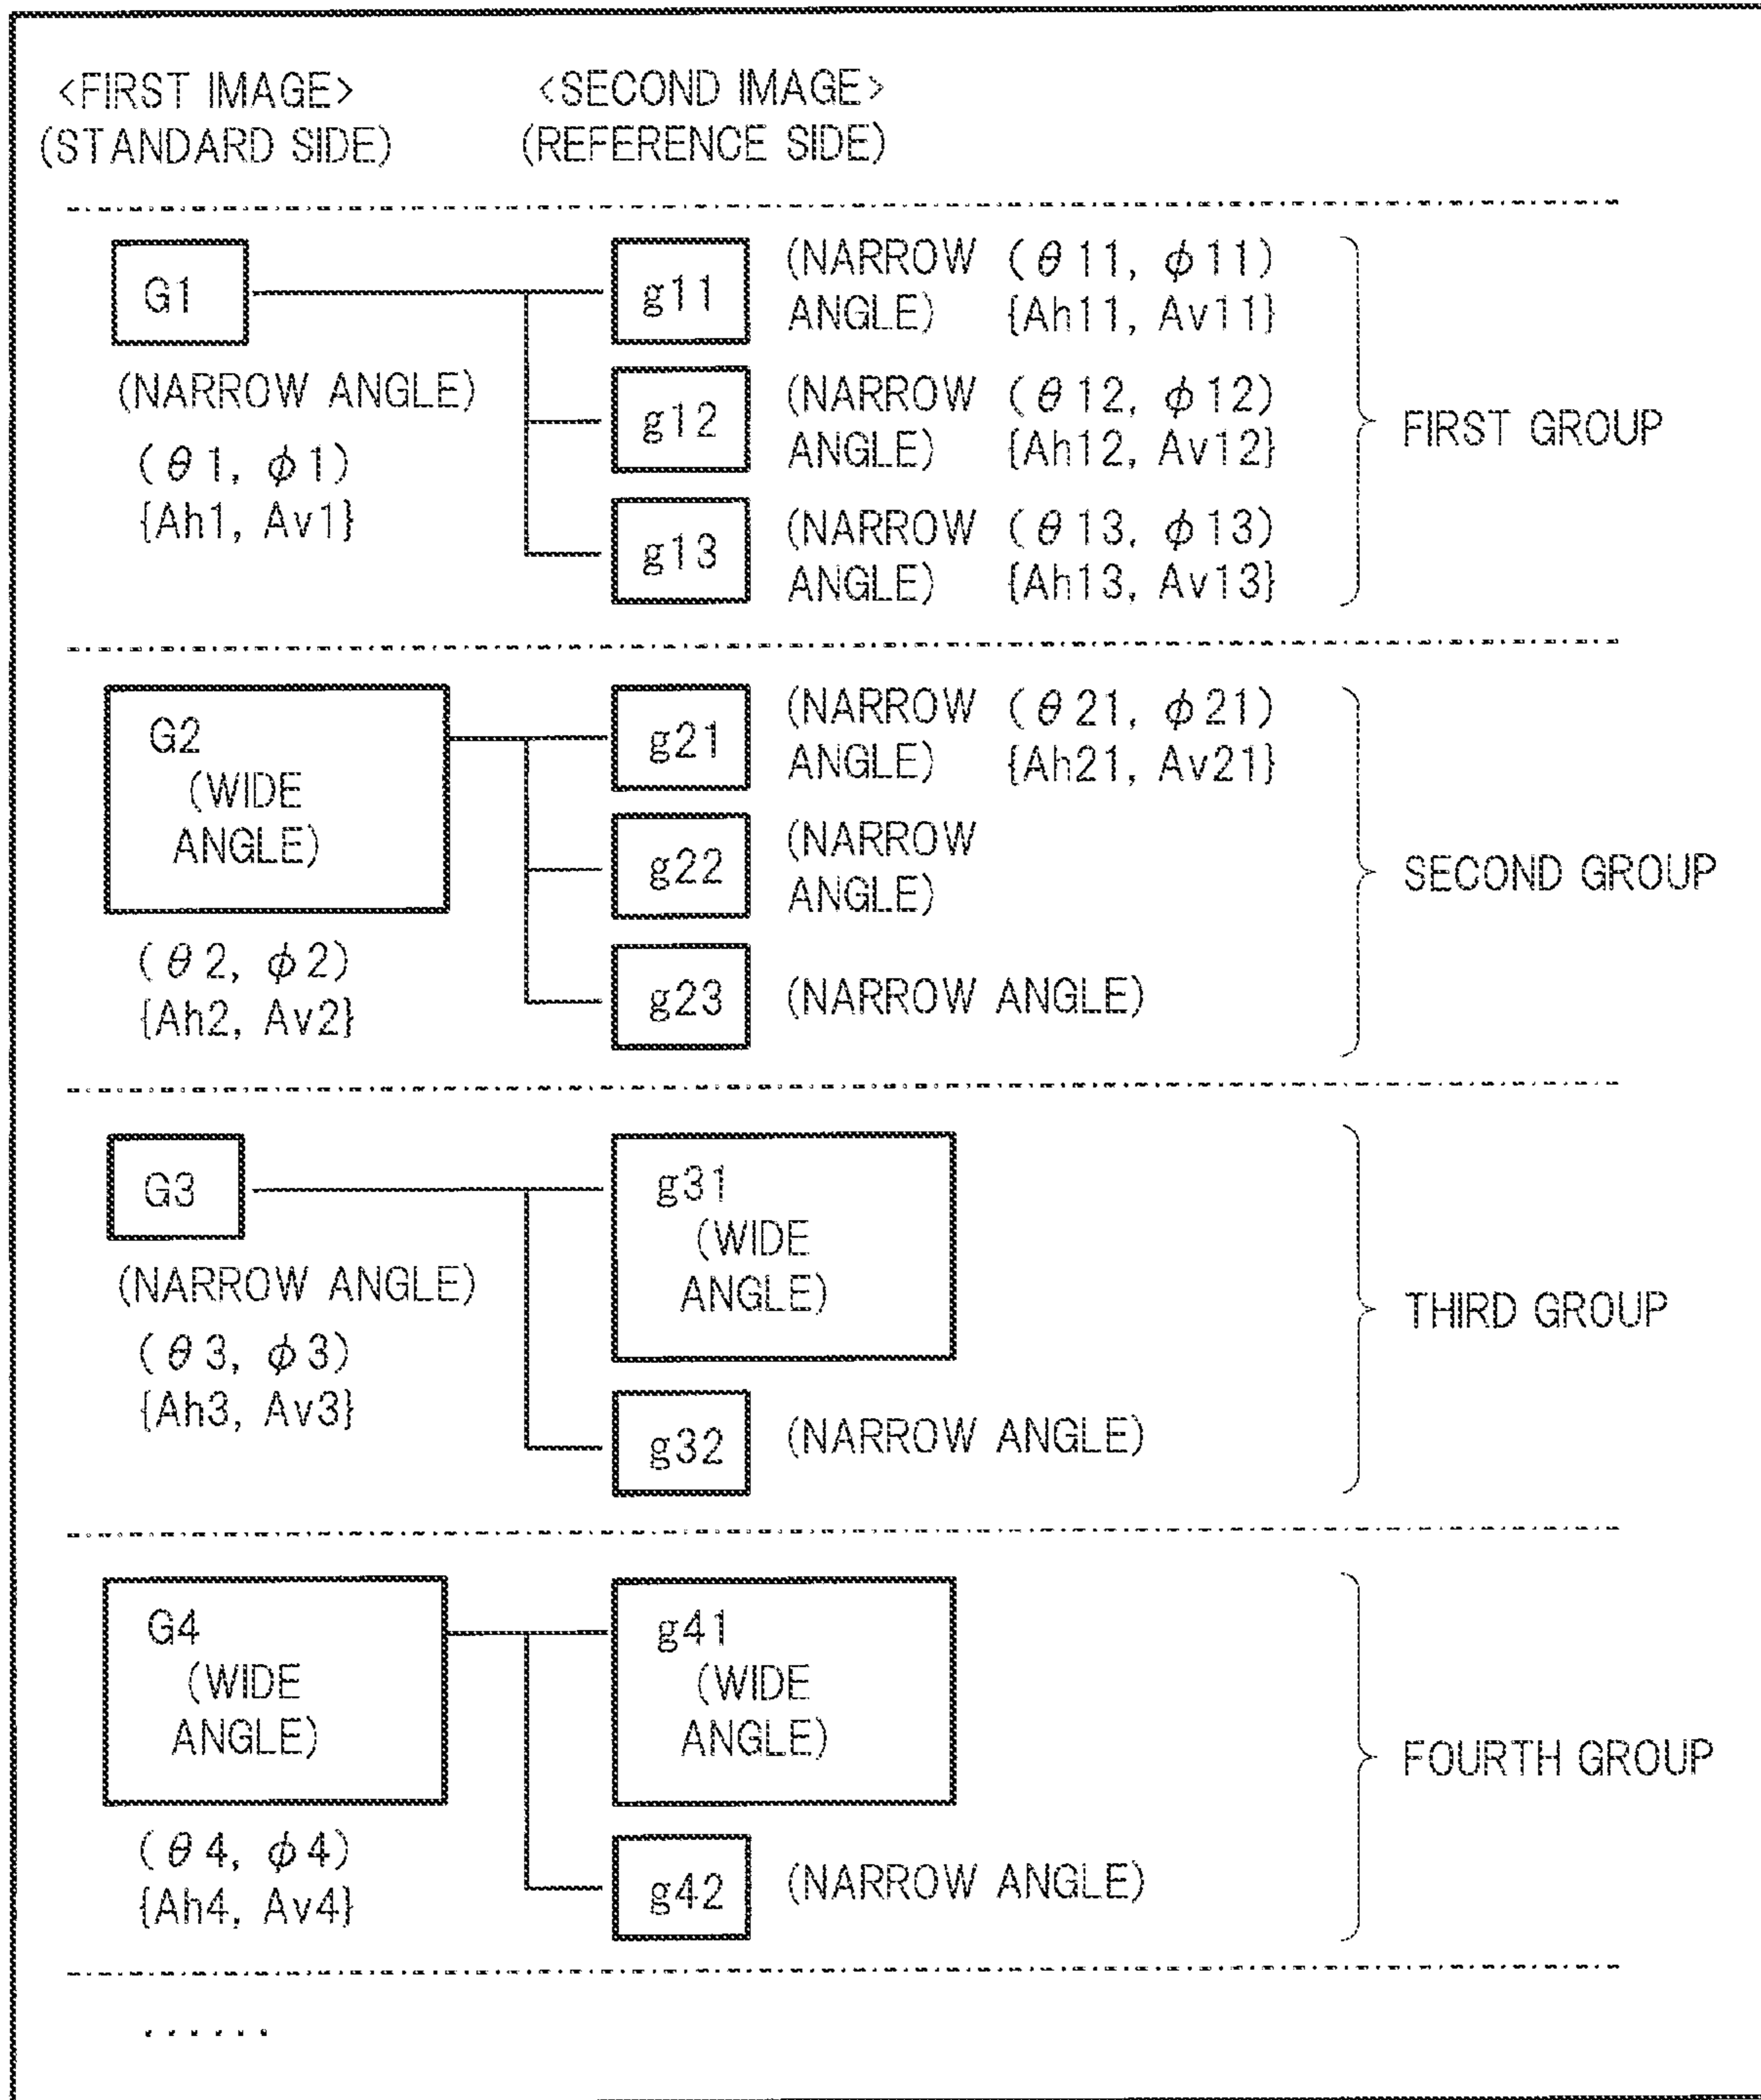 <FIRST IMAGE>
(STANDARD SIDE)
<SECOND IMAGE>
(REFERENCE SIDE)
G1
(NARROW ANGLE)
(θ1, φ1)
{Ah1, Av1}
g11
(NARROW
ANGLE)
(θ11, φ11)
{Ah11, Av11}
g12
(NARROW
ANGLE)
(θ12, φ12)
{Ah12, Av12}
g13
(NARROW
ANGLE)
(θ13, φ13)
{Ah13, Av13}
FIRST GROUP
G2
(WIDE
ANGLE)
(θ2, φ2)
{Ah2, Av2}
g21
(NARROW
ANGLE)
(θ21, φ21)
{Ah21, Av21}
g22
(NARROW
ANGLE)
g23
(NARROW ANGLE)
SECOND GROUP
G3
(NARROW ANGLE)
(θ3, φ3)
{Ah3, Av3}
g31
(WIDE
ANGLE)
g32
(NARROW ANGLE)
THIRD GROUP
G4
(WIDE
ANGLE)
(θ4, φ4)
{Ah4, Av4}
g41
(WIDE
ANGLE)
g42
(NARROW ANGLE)
FOURTH GROUP
......